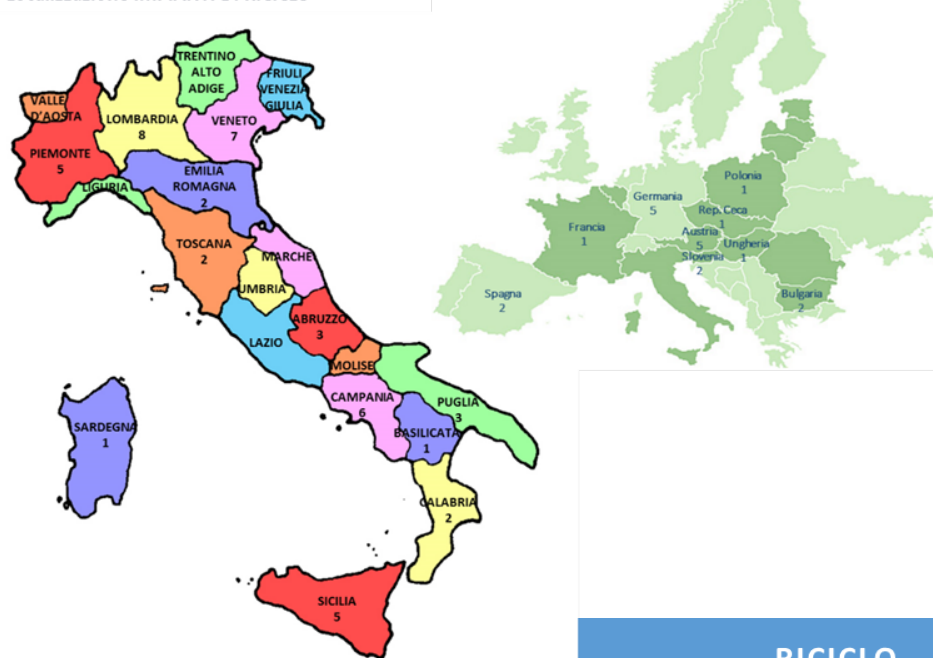 TRENTINO
ALTO
ADIGE
FRIULI
VENEZIA
GIULIA
VALLE
D'AOSTA
LOMBARDIA
8
VENETO
7
PIEMONTE
5
EMILIA
ROMAGNA
2
LIGURIA
TOSCANA
2
MARCHE
UMBRIA
ABRUZZO
3
LAZIO
MOLISE
CAMPANIA
6
PUGLIA
3
BASILICATA
1
SARDEGNA
1
CALABRIA
2
SICILIA
5
Polonia
1
Germania
5
Rep. Ceca
1
Francia
1
Austria
5
Ungheria
1
Slovenia
2
Spagna
2
Bulgaria
2
RICICLO